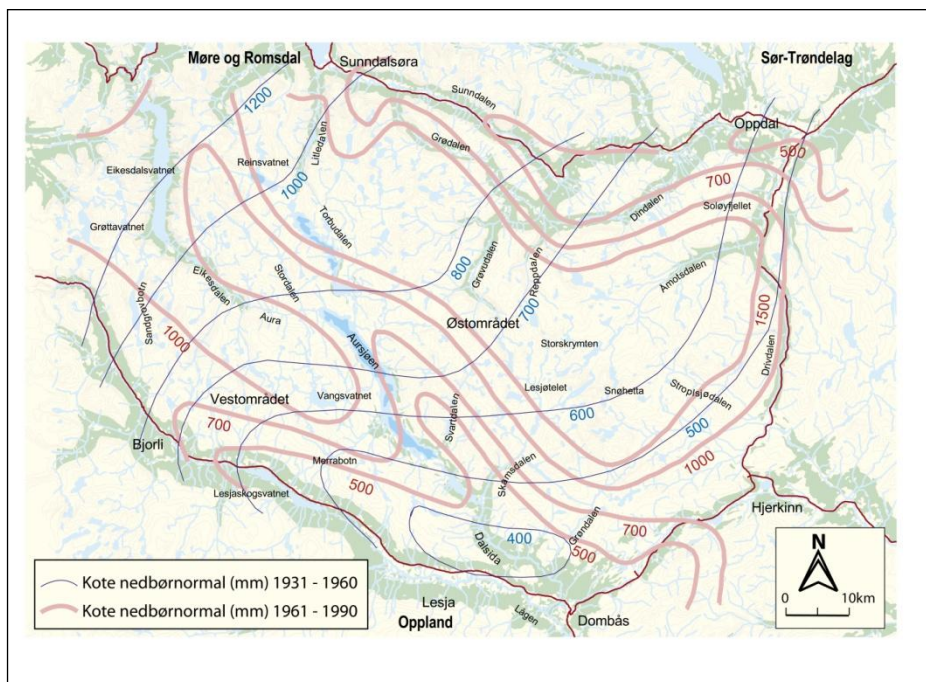 Møre og Romsdal
Sunndalsøra
Sør-Trøndelag
Sunndalen
1200
Oppdal
Litledalen
Grødalen
500
Reinsvatnet
Eikesdalsvatnet
1000
700
Dindalen
Soløyfjellet
Grøttavatnet
Torbudalen
800
Grøvudalen
Reppdalen
Åmotsdalen
Eikesdalen
Stordalen
Sandgrovbotn
1500
700
Aura
Østområdet
1000
Aursjøen
Storskrymten
Drivdalen
Lesjøtelet
Snøhetta
Stroplsjødalen
Vestområdet
Vangsvatnet
600
Svartdalen
500
700
Bjorli
Merrabotn
1000
Skamsdalen
500
Lesjaskogsvatnet
Hjerkinn
700
Grøndalen
400
Dalsida
500
N
Kote nedbørnormal (mm) 1931 - 1960
Kote nedbørnormal (mm) 1961 - 1990
0
10km
Lesja
Lågen
Oppland
Dombås